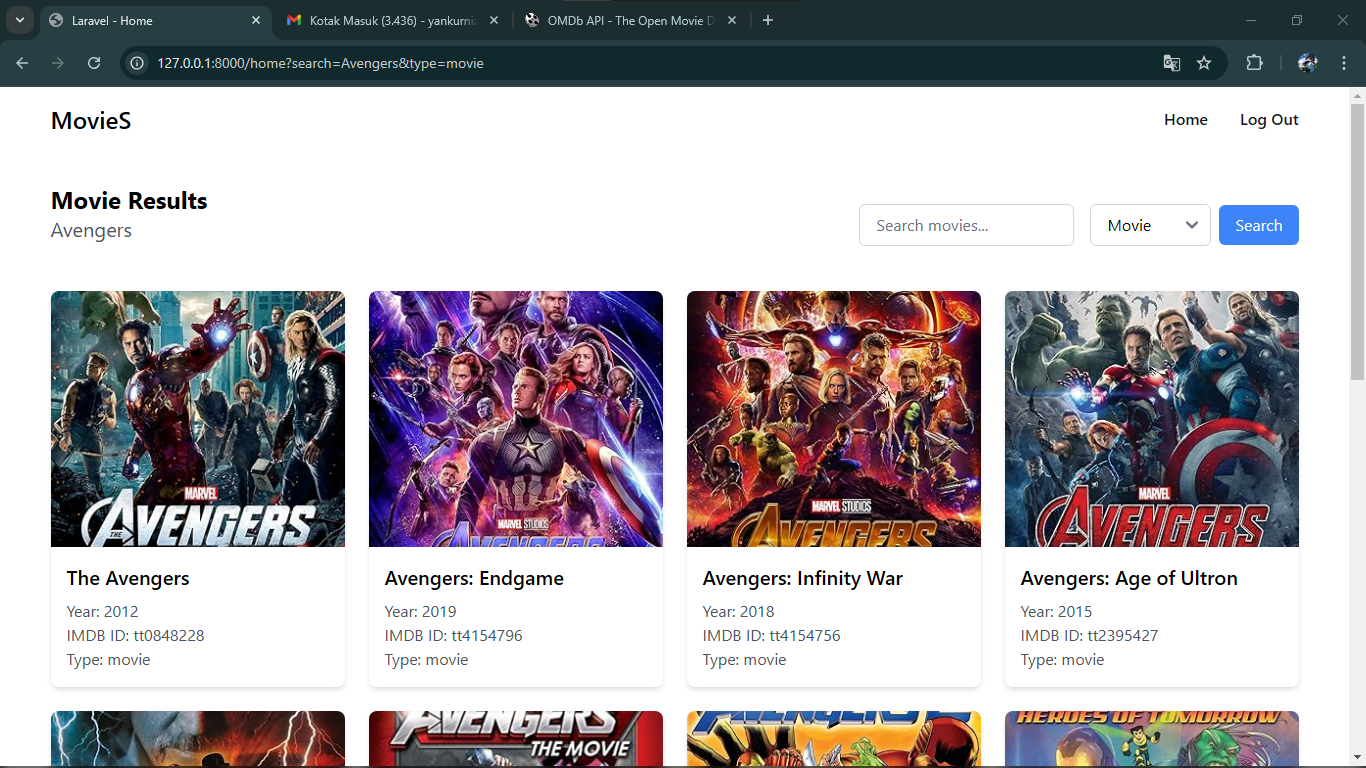 Laravel - Home
Kotak Masuk (3.436) - yankurnia
OMDb API - The Open Movie D
127.0.0.1:8000/home?search=Avengers&type=movie
MovieS
Home
Log Out
Movie Results
Avengers
Search movies...
Movie
Search
MARVEL
THE AVENGERS
MARVEL STUDIOS
AVENGERS
MARVEL STUDIOS
AVENGERS
MARVEL
AVENGERS
The Avengers
Year: 2012
IMDB ID: tt0848228
Type: movie
Avengers: Endgame
Year: 2019
IMDB ID: tt4154796
Type: movie
Avengers: Infinity War
Year: 2018
IMDB ID: tt4154756
Type: movie
Avengers: Age of Ultron
Year: 2015
IMDB ID: tt2395427
Type: movie
AVENGERS
THE MOVIE
AVENGERS
HEROES OF TOMORROW